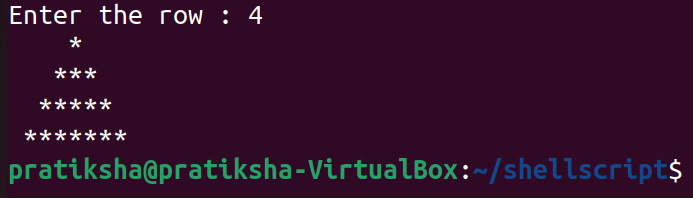 Enter the row : 4
    *
   ***
  *****
 *******
pratiksha@pratiksha-VirtualBox:~/shellscript$